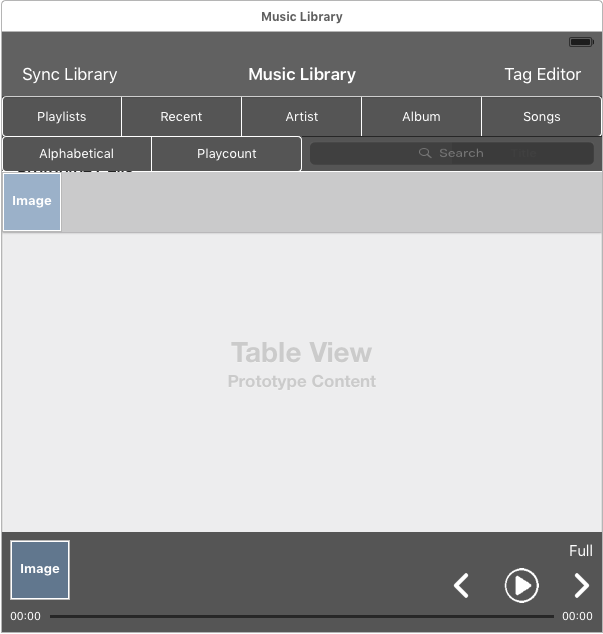 Music Library
Sync Library Music Library Tag Editor
Playlists Recent Artist Album Songs
Alphabetical Playcount Search
Image
Table View
Prototype Content
Full
Image
00:00 00:00